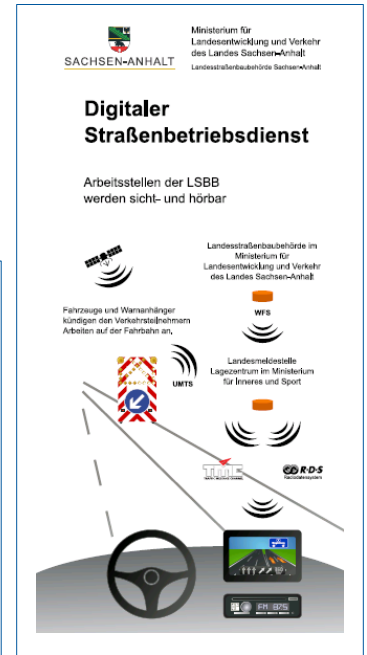 SACHSEN-ANHALT
Ministerium für
Landesentwicklung und Verkehr
des Landes Sachsen-Anhalt
Landesstraßenbaubehörde Sachsen-Anhalt
Digitaler
Straßenbetriebsdienst
Arbeitsstellen der LSBB
werden sicht- und hörbar
Landesstraßenbaubehörde im
Ministerium für
Landesentwicklung und Verkehr
des Landes Sachsen-Anhalt
WFS
Fahrzeuge und Warnanhänger
kündigen den Verkehrsteilnehmern
Arbeiten auf der Fahrbahn an,
UMTS
Landesmeldestelle
Lagezentrum im Ministerium
für Inneres und Sport
TMC
R·D·S
Radiodatensystem
FM 87.5